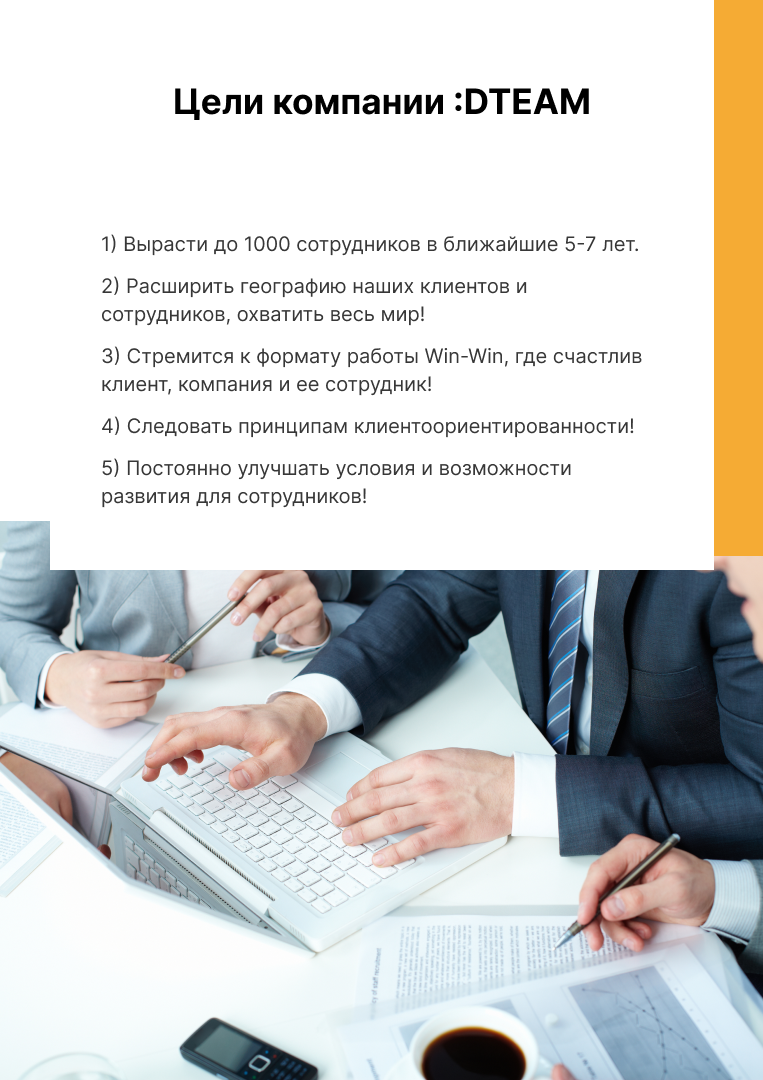 Цели компании :DTEAM
1) Вырасти до 1000 сотрудников в ближайшие 5-7 лет.
2) Расширить географию наших клиентов и
сотрудников, охватить весь мир!
3) Стремится к формату работы Win-Win, где счастлив
клиент, компания и ее сотрудник!
4) Следовать принципам клиентоориентированности!
5) Постоянно улучшать условия и возможности
развития для сотрудников!